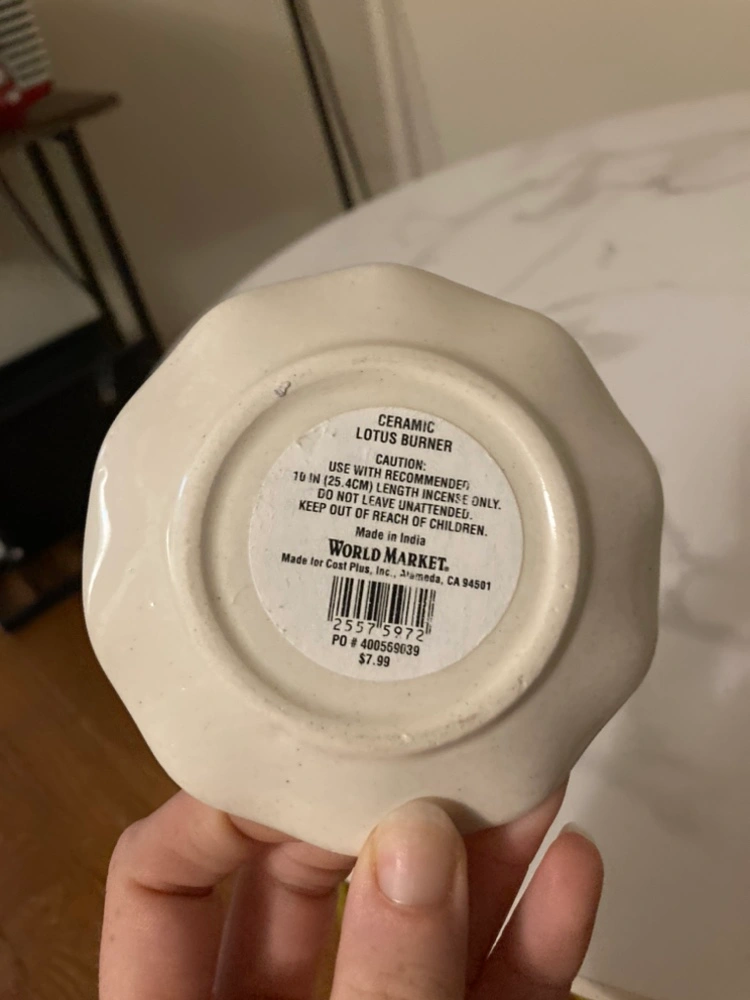 CERAMIC
LOTUS BURNER
CAUTION:
USE WITH RECOMMENDED
10 IN (25.4CM) LENGTH INCENSE ONLY.
DO NOT LEAVE UNATTENDED.
KEEP OUT OF REACH OF CHILDREN.
Made in India
WORLD MARKET®
Made for Cost Plus, Inc., Alameda, CA 94501
2557 5972
PO # 400569039
$7.99